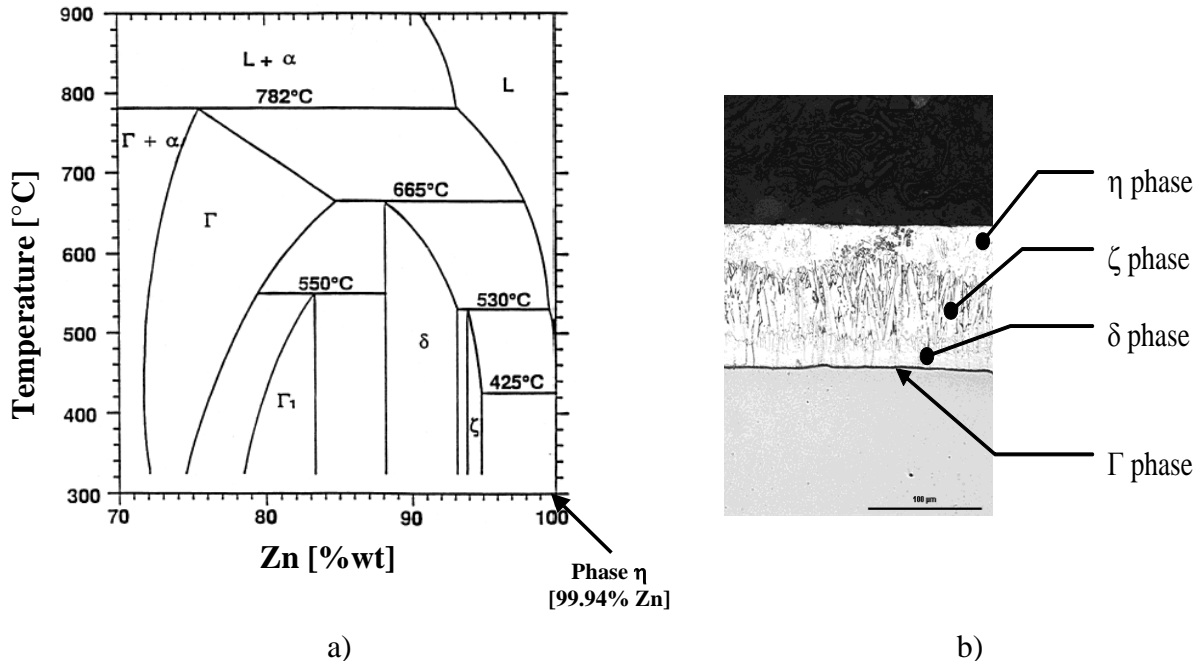 900
800
700
600
500
400
300
Temperature [°C]
L + α
L
782°C
Γ + α
665°C
Γ
550°C
530°C
δ
425°C
Γ₁
ζ
70
80
90
100
Zn [%wt]
Phase η
[99.94% Zn]
a)
η phase
ζ phase
δ phase
Γ phase
100 µm
b)